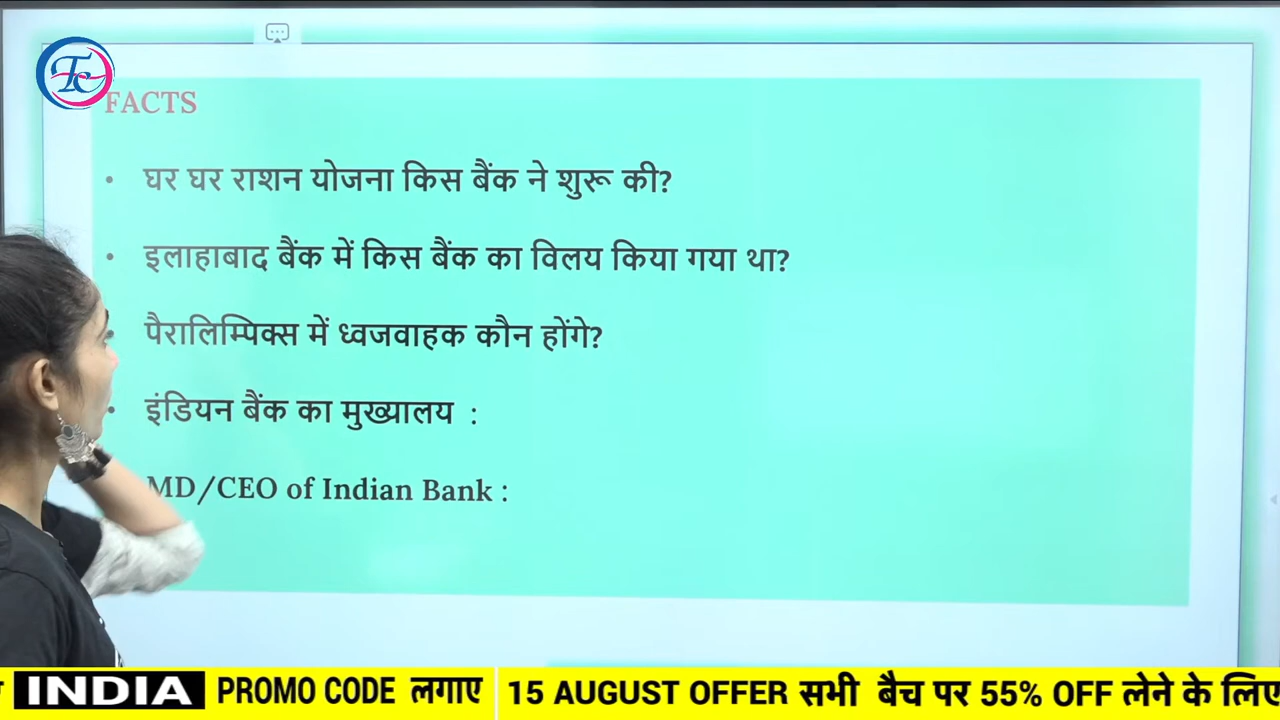 Tc
FACTS
• घर घर राशन योजना किस बैंक ने शुरू की?
• इलाहाबाद बैंक में किस बैंक का विलय किया गया था?
• पैरालिम्पिक्स में ध्वजवाहक कौन होंगे?
• इंडियन बैंक का मुख्यालय :
MD/CEO of Indian Bank :
INDIA PROMO CODE लगाए 15 AUGUST OFFER सभी बैच पर 55% OFF लेने के लिए